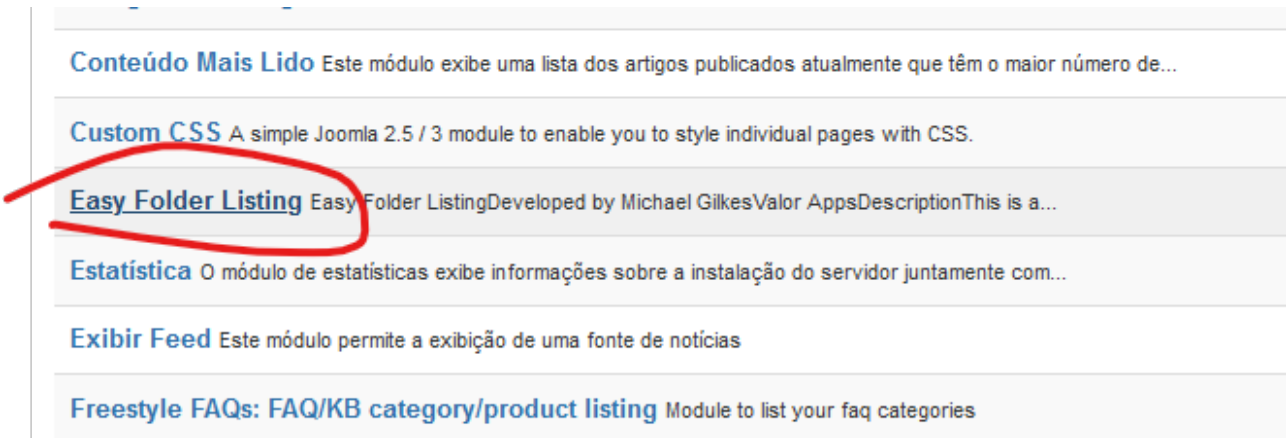 Conteúdo Mais Lido Este módulo exibe uma lista dos artigos publicados atualmente que têm o maior número de...
Custom CSS A simple Joomla 2.5 / 3 module to enable you to style individual pages with CSS.
Easy Folder Listing Easy Folder ListingDeveloped by Michael GilkesValor AppsDescriptionThis is a...
Estatística O módulo de estatísticas exibe informações sobre a instalação do servidor juntamente com...
Exibir Feed Este módulo permite a exibição de uma fonte de notícias
Freestyle FAQs: FAQ/KB category/product listing Module to list your faq categories